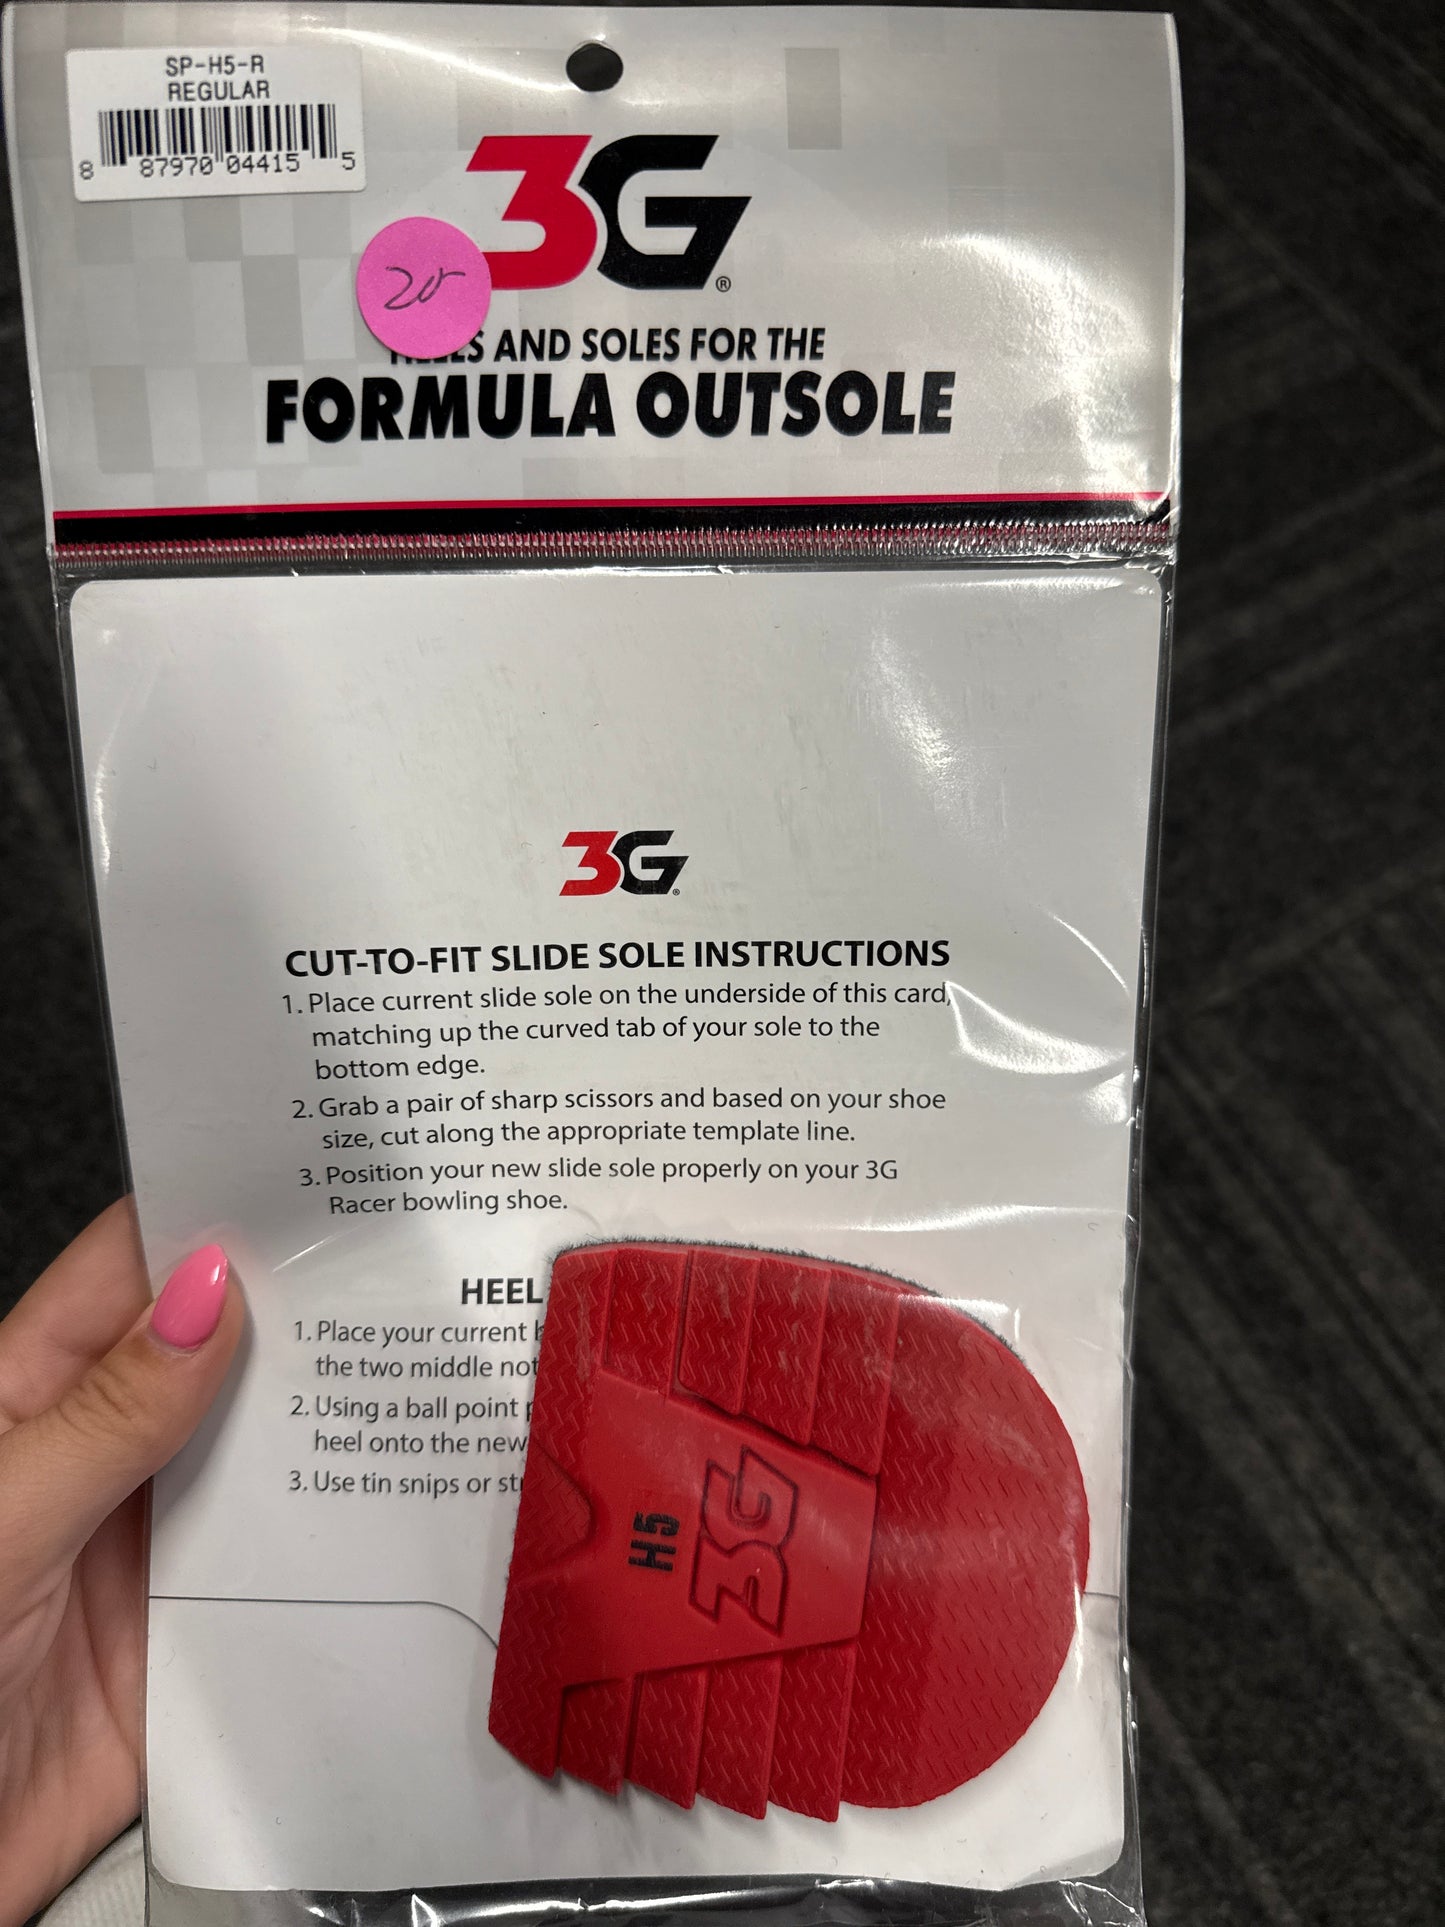 SP-H5-R
REGULAR
8 87970 04415 5
3G®
20
AND SOLES FOR THE
FORMULA OUTSOLE
3G®
CUT-TO-FIT SLIDE SOLE INSTRUCTIONS
1. Place current slide sole on the underside of this card,
matching up the curved tab of your sole to the
bottom edge.
2. Grab a pair of sharp scissors and based on your shoe
size, cut along the appropriate template line.
3. Position your new slide sole properly on your 3G
Racer bowling shoe.
HEEL
1. Place your current
the two middle
2. Using a ball point
heel onto the new
3. Use tin snips or
H5
3G